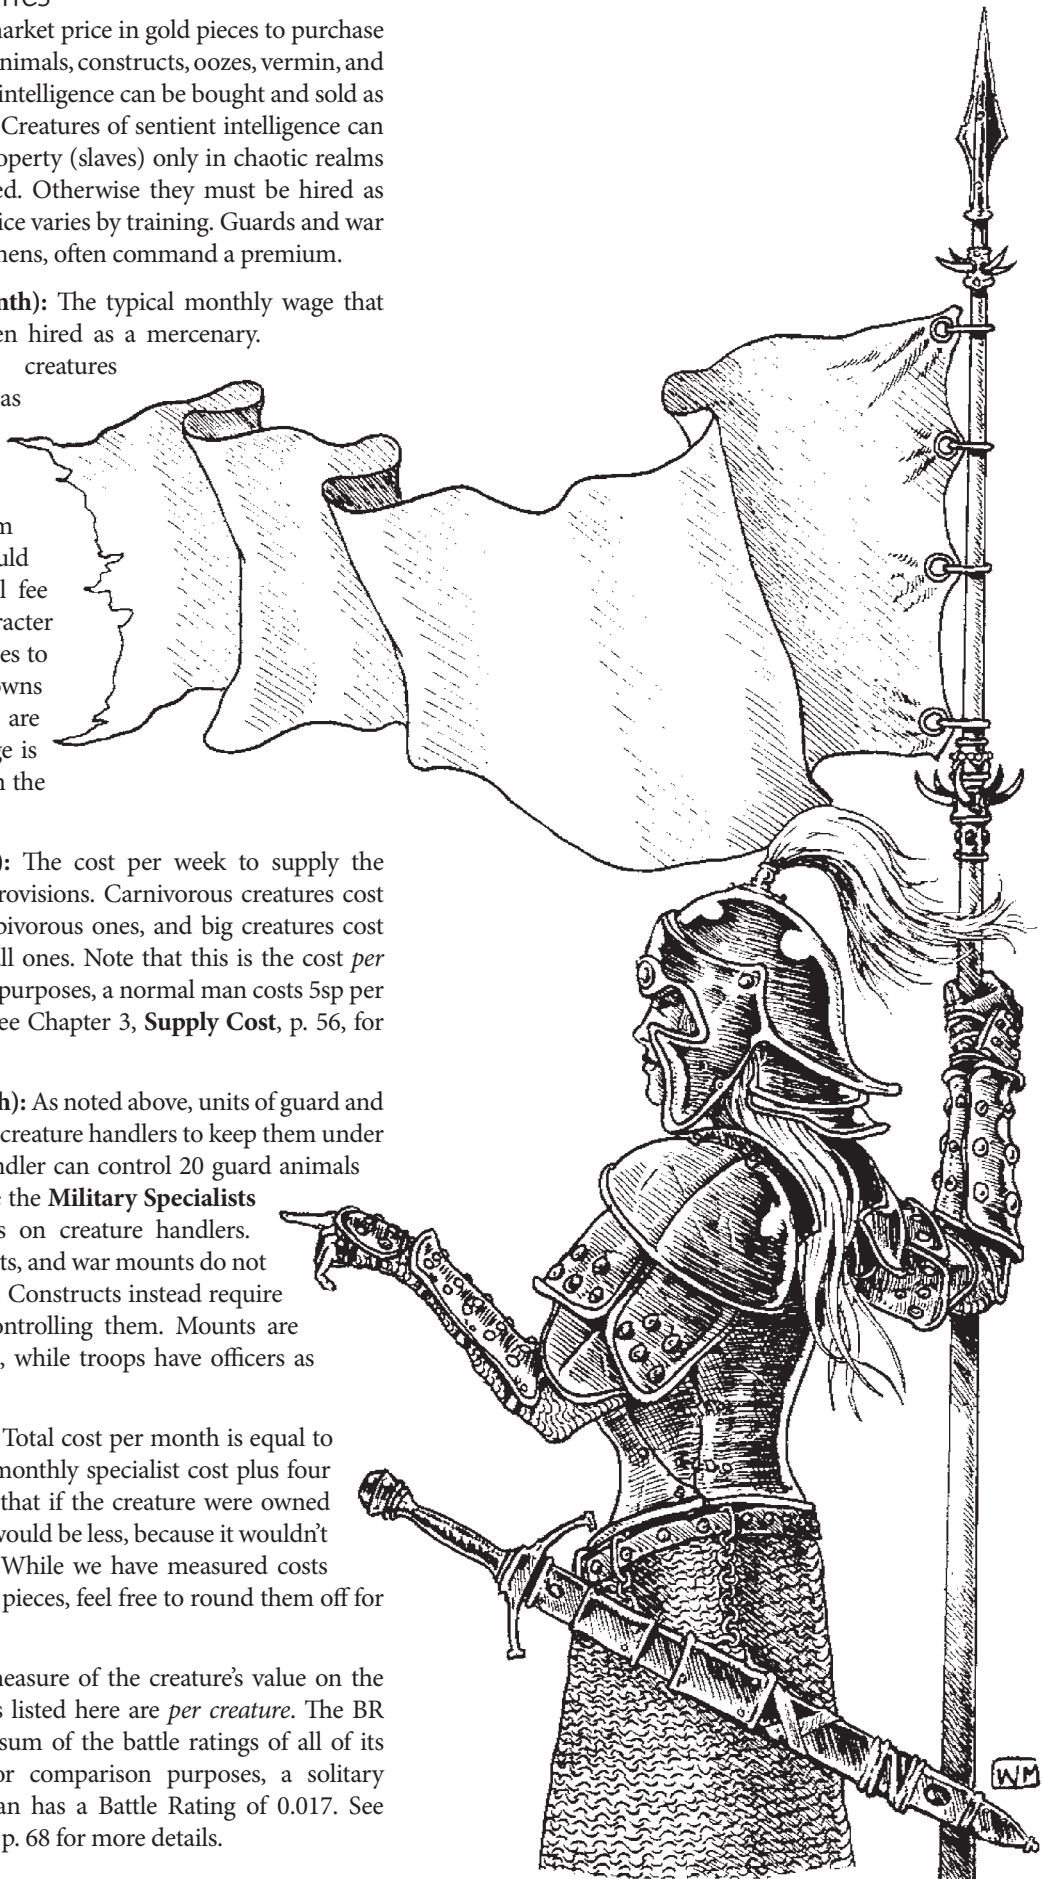 market price in gold pieces to purchase
nimals, constructs, oozes, vermin, and
intelligence can be bought and sold as
Creatures of sentient intelligence can
operty (slaves) only in chaotic realms
ed. Otherwise they must be hired as
ice varies by training. Guards and war
mens, often command a premium.
nth): The typical monthly wage that
en hired as a mercenary.
creatures
as
m
uld
l fee
racter
es to
owns
are
ge is
n the
): The cost per week to supply the
rovisions. Carnivorous creatures cost
bivorous ones, and big creatures cost
all ones. Note that this is the cost per
purposes, a normal man costs 5sp per
ee Chapter 3, Supply Cost, p. 56, for
h): As noted above, units of guard and
creature handlers to keep them under
ndler can control 20 guard animals
e the Military Specialists
s on creature handlers.
ts, and war mounts do not
Constructs instead require
ontrolling them. Mounts are
, while troops have officers as
Total cost per month is equal to
monthly specialist cost plus four
that if the creature were owned
would be less, because it wouldn't
While we have measured costs
pieces, feel free to round them off for
measure of the creature's value on the
s listed here are per creature. The BR
sum of the battle ratings of all of its
or comparison purposes, a solitary
an has a Battle Rating of 0.017. See
p. 68 for more details.
WM